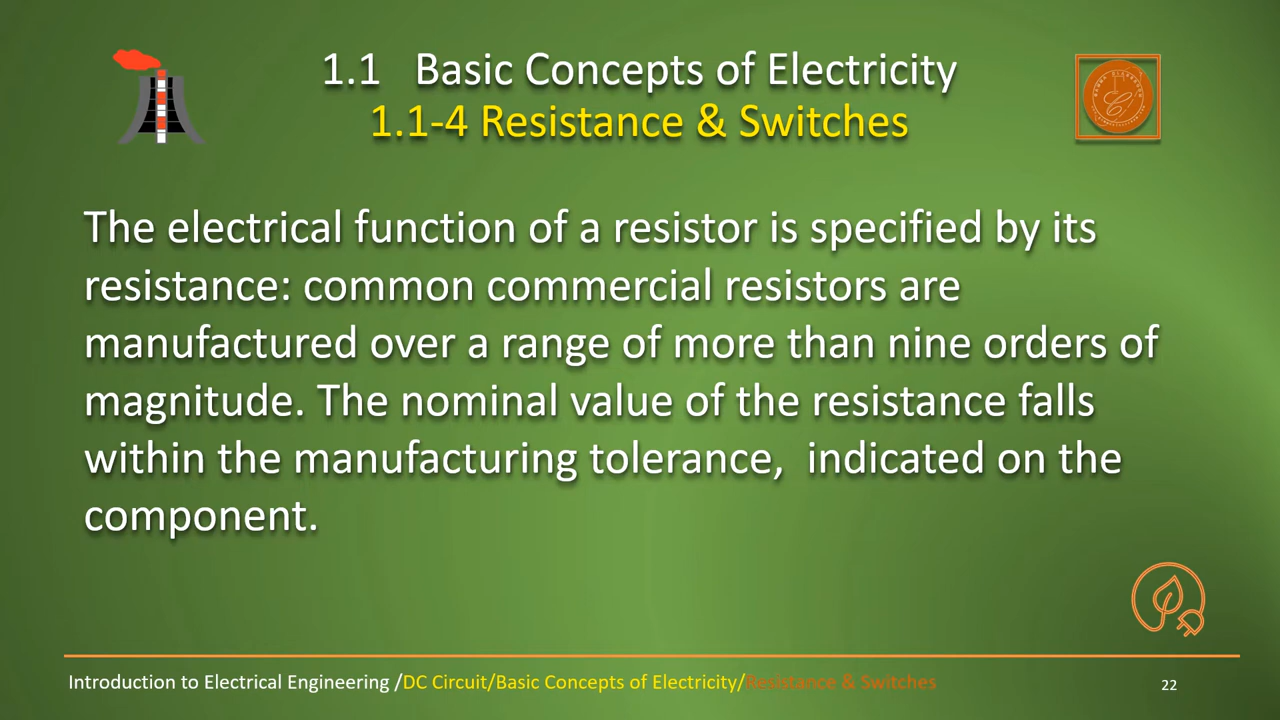 1.1 Basic Concepts of Electricity
1.1-4 Resistance & Switches
The electrical function of a resistor is specified by its
resistance: common commercial resistors are
manufactured over a range of more than nine orders of
magnitude. The nominal value of the resistance falls
within the manufacturing tolerance, indicated on the
component.
Introduction to Electrical Engineering /DC Circuit/Basic Concepts of Electricity/Resistance & Switches
22